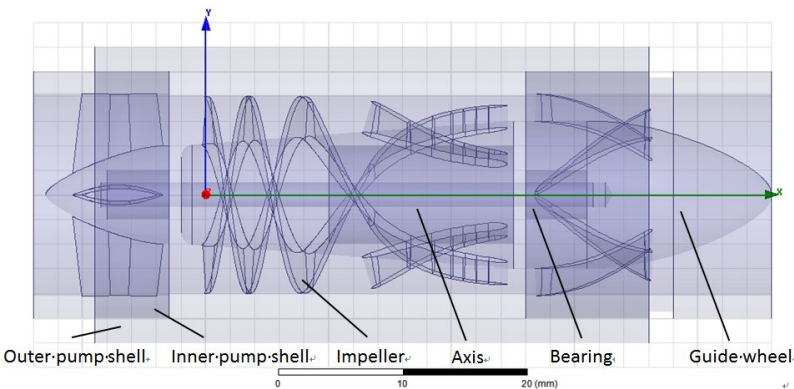 Y
X
Outer·pump·shell Inner·pump·shell Impeller Axis Bearing Guide·wheel
0 10 20 (mm)